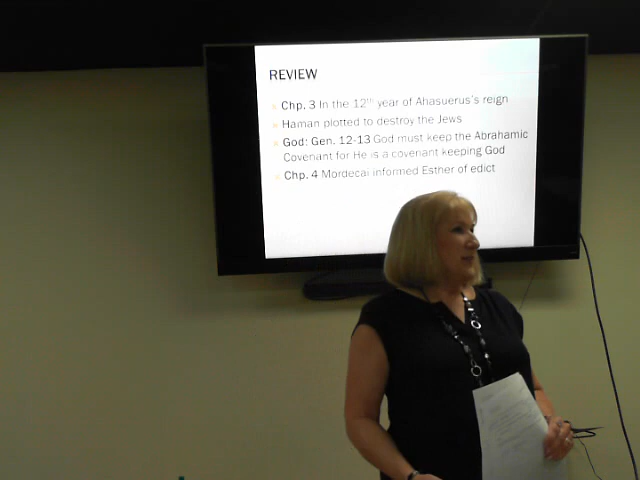 REVIEW
» Chp. 3 In the 12th year of Ahasuerus's reign
» Haman plotted to destroy the Jews
» God: Gen. 12-13 God must keep the Abrahamic
Covenant for He is a covenant keeping God
» Chp. 4 Mordecai informed Esther of edict